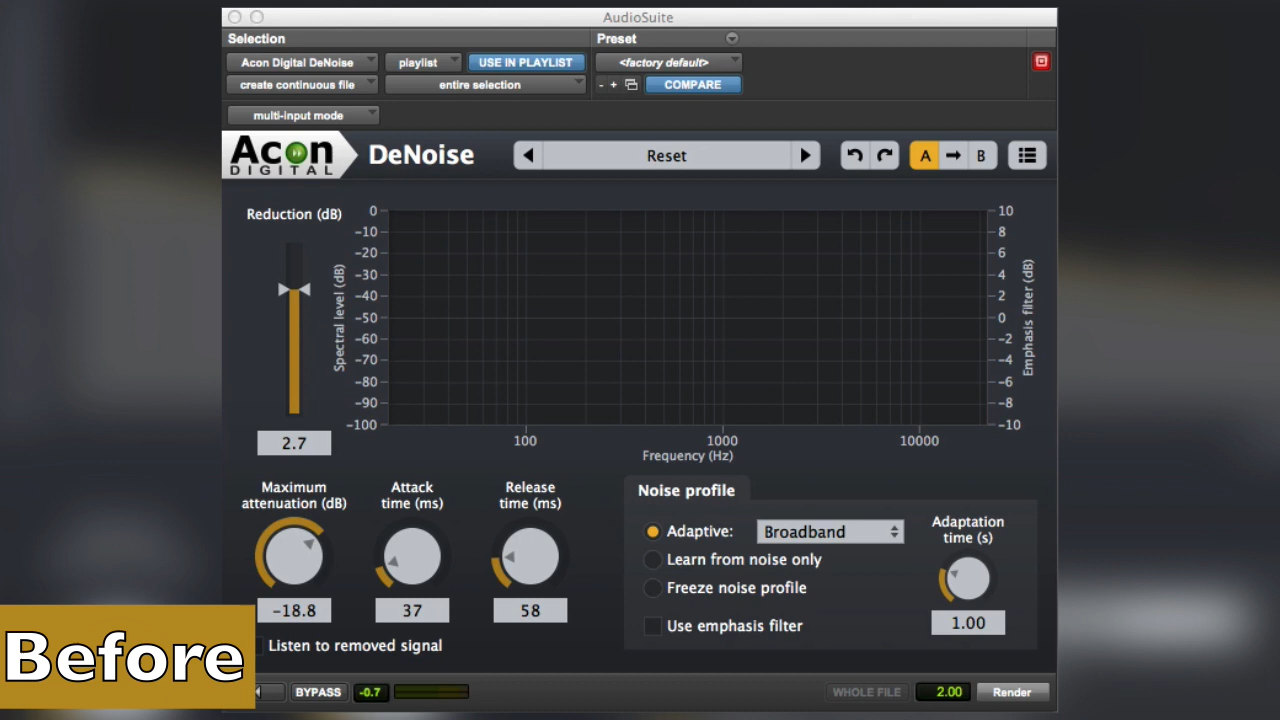 AudioSuite
Selection
Preset
Acon Digital DeNoise
playlist
USE IN PLAYLIST
<factory default>
create continuous file
entire selection
- +
COMPARE
multi-input mode
Acon
DIGITAL
DeNoise
Reset
A
B
Reduction (dB)
2.7
Spectral level (dB)
0
-10
-20
-30
-40
-50
-60
-70
-80
-90
-100
10
8
6
4
2
0
-2
-4
-6
-8
-10
Emphasis filter (dB)
100
1000
10000
Frequency (Hz)
Maximum
attenuation (dB)
-18.8
Attack
time (ms)
37
Release
time (ms)
58
Noise profile
Adaptive:
Broadband
Learn from noise only
Freeze noise profile
Use emphasis filter
Adaptation
time (s)
1.00
Listen to removed signal
Before
BYPASS
-0.7
WHOLE FILE
2.00
Render